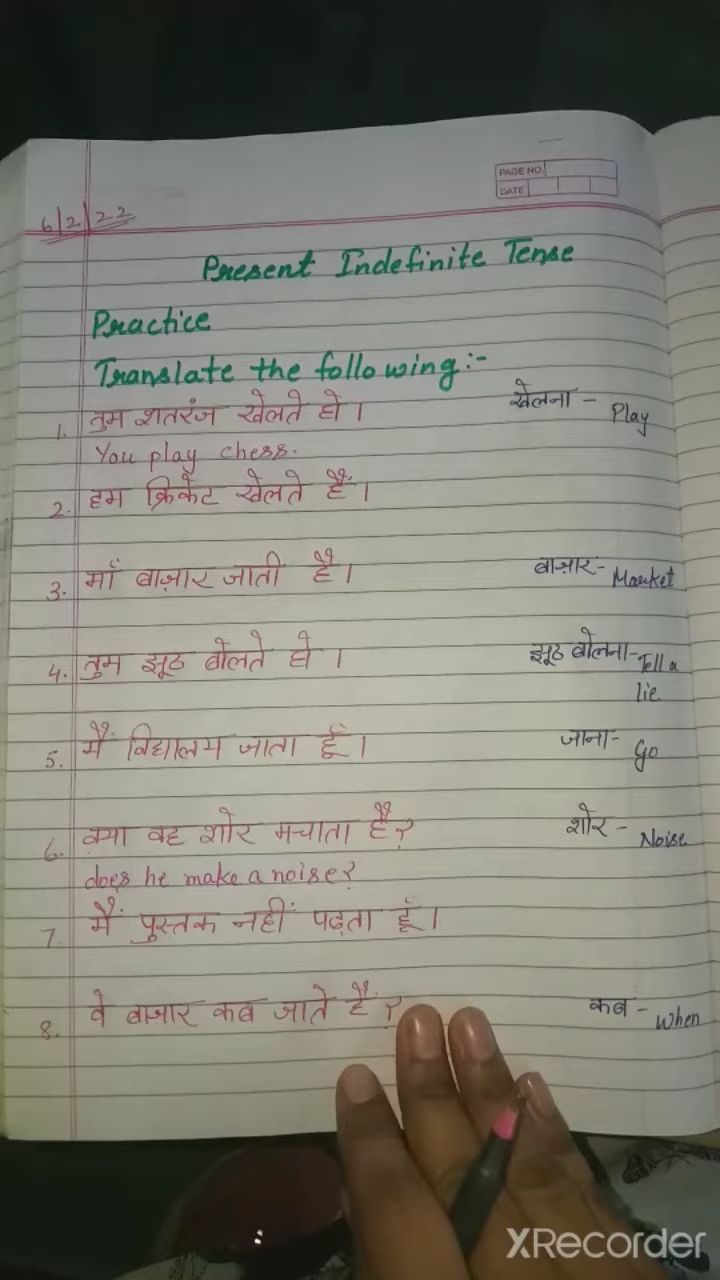 PAGE NO.
DATE
6/2/22
Present Indefinite Tense
Practice
Translate the following:-
1. तुम शतरंज खेलते हो। खेलना - Play
You play chess.
2. हम क्रिकेट खेलते हैं।
3. माँ बाज़ार जाती है। बाज़ार- Market
4. तुम झूठ बोलते हो। झूठ बोलना- Tell a
lie
5. मैं विद्यालय जाता हूँ। जाना- Go
6. क्या वह शोर मचाता है? शोर - Noise
does he make a noise?
7. मैं पुस्तक नहीं पढ़ता हूँ।
8. वे बाजार कब जाते हैं? कब - When
XRecorder